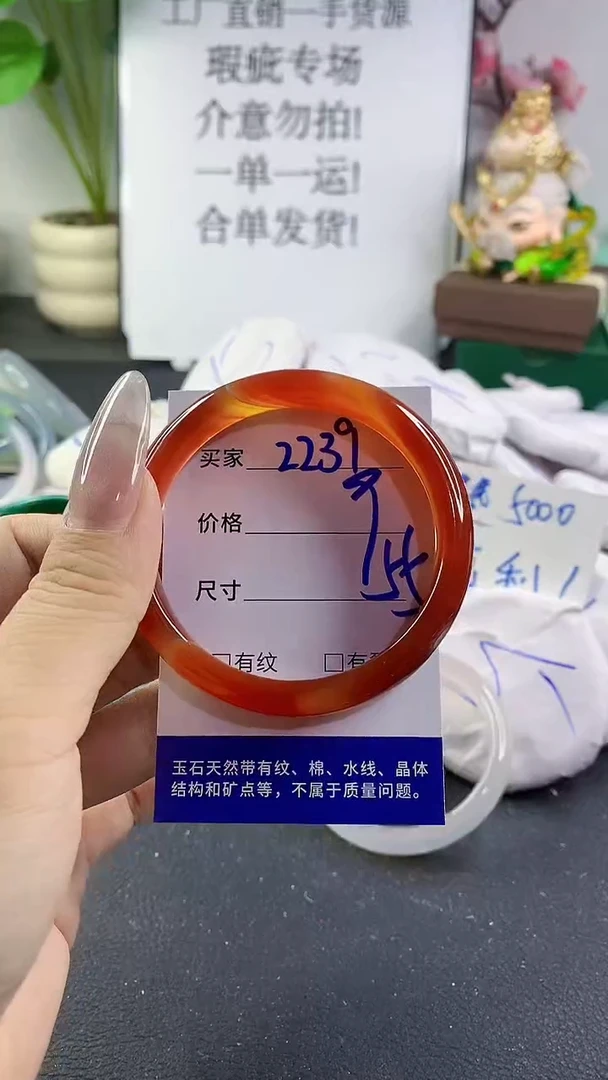 工厂直销一手货源
瑕疵专场
介意勿拍!
一单一运!
合单发货!
买家 2239
价格
尺寸 55
5000
利
□有纹 □有
玉石天然带有纹、棉、水线、晶体
结构和矿点等，不属于质量问题。